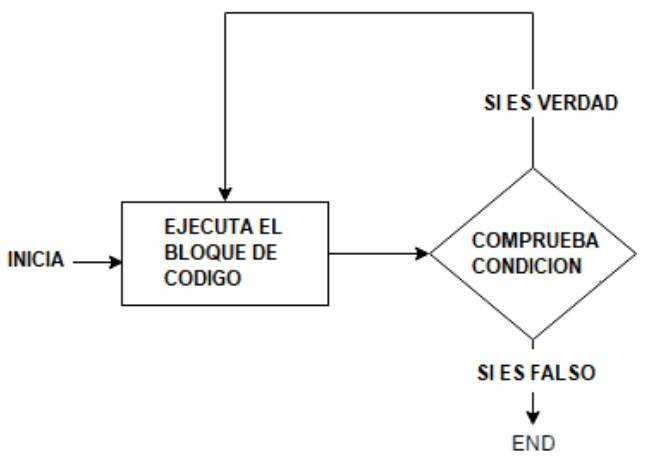 SI ES VERDAD
INICIA
EJECUTA EL
BLOQUE DE
CODIGO
COMPRUEBA
CONDICION
SI ES FALSO
END